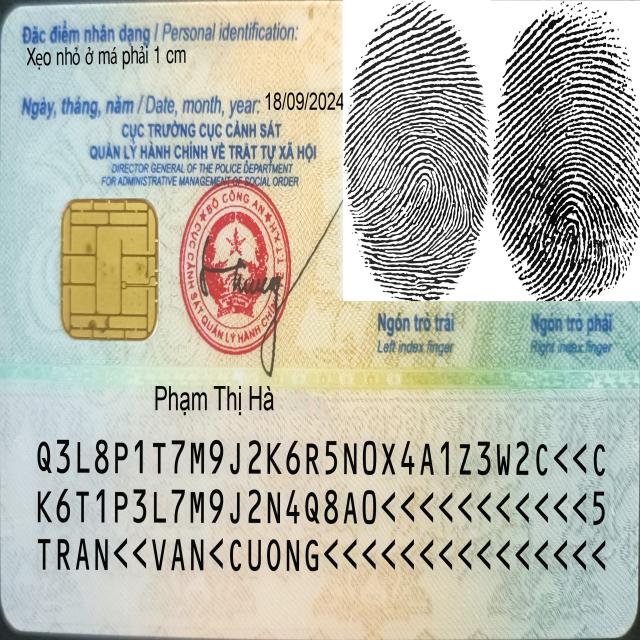 Đặc điểm nhân dạng / Personal identification:
Xẹo nhỏ ở má phải 1 cm
Ngày, tháng, năm / Date, month, year: 18/09/2024
CỤC TRƯỞNG CỤC CẢNH SÁT
QUẢN LÝ HÀNH CHÍNH VỀ TRẬT TỰ XÃ HỘI
DIRECTOR GENERAL OF THE POLICE DEPARTMENT
FOR ADMINISTRATIVE MANAGEMENT OF SOCIAL ORDER
BỘ CÔNG AN
CỤC CẢNH SÁT QUẢN LÝ HÀNH CHÍNH
Ngón trỏ trái
Left index finger
Ngón trỏ phải
Right index finger
Phạm Thị Hà
Q3L8P1T7M9J2K6R5N0X4A1Z3W2C<<C
K6T1P3L7M9J2N4Q8A0<<<<<<<<<<<5
TRAN<<VAN<CUONG<<<<<<<<<<<<<<<